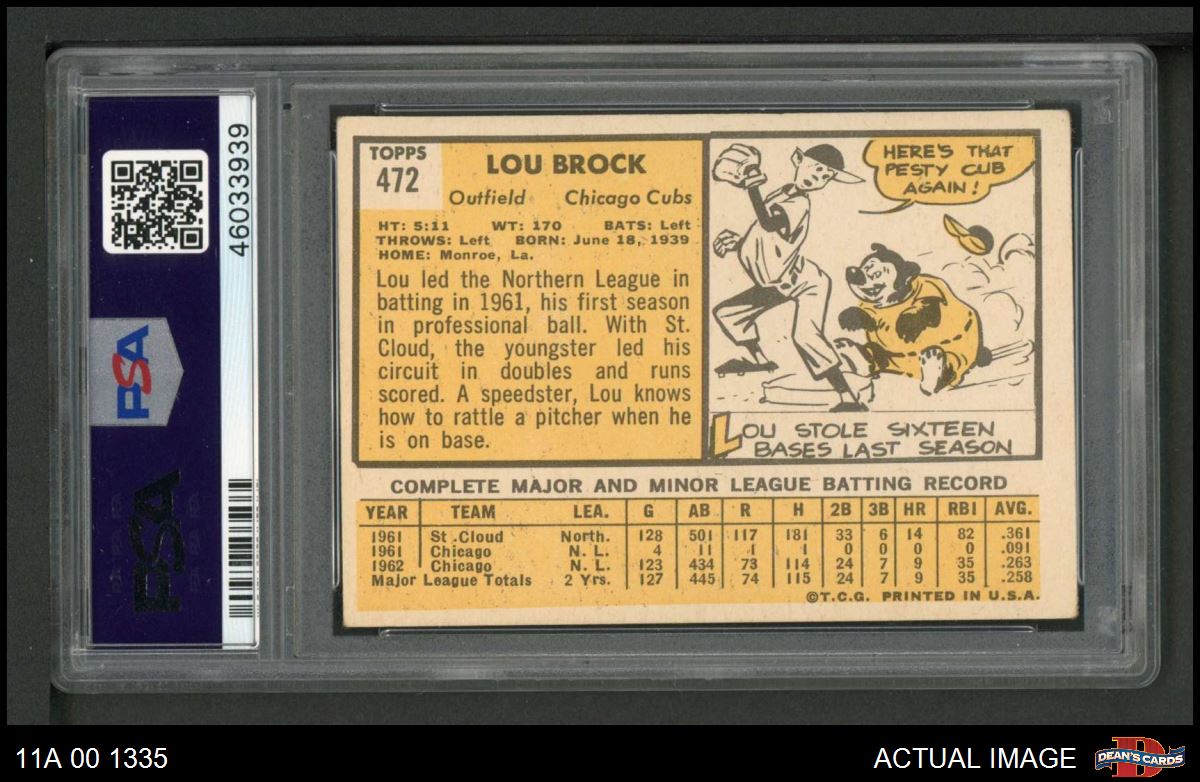 46033939
PSA
PSA
TOPPS
472
LOU BROCK
Outfield Chicago Cubs
HT: 5:11 WT: 170 BATS: Left
THROWS: Left BORN: June 18, 1939
HOME: Monroe, La.
Lou led the Northern League in
batting in 1961, his first season
in professional ball. With St.
Cloud, the youngster led his
circuit in doubles and runs
scored. A speedster, Lou knows
how to rattle a pitcher when he
is on base.
HERE'S THAT
PESTY CUB
AGAIN!
LOU STOLE SIXTEEN
BASES LAST SEASON
COMPLETE MAJOR AND MINOR LEAGUE BATTING RECORD
YEAR TEAM LEA. G AB R H 2B 3B HR RBI AVG.
1961 St. Cloud North. 128 501 117 181 33 6 14 82 .361
1961 Chicago N. L. 4 11 1 1 0 0 0 0 .091
1962 Chicago N. L. 123 434 73 114 24 7 9 35 .263
Major League Totals 2 Yrs. 127 445 74 115 24 7 9 35 .258
©T.C.G. PRINTED IN U.S.A.
11A 00 1335
ACTUAL IMAGE
DEAN'S CARDS